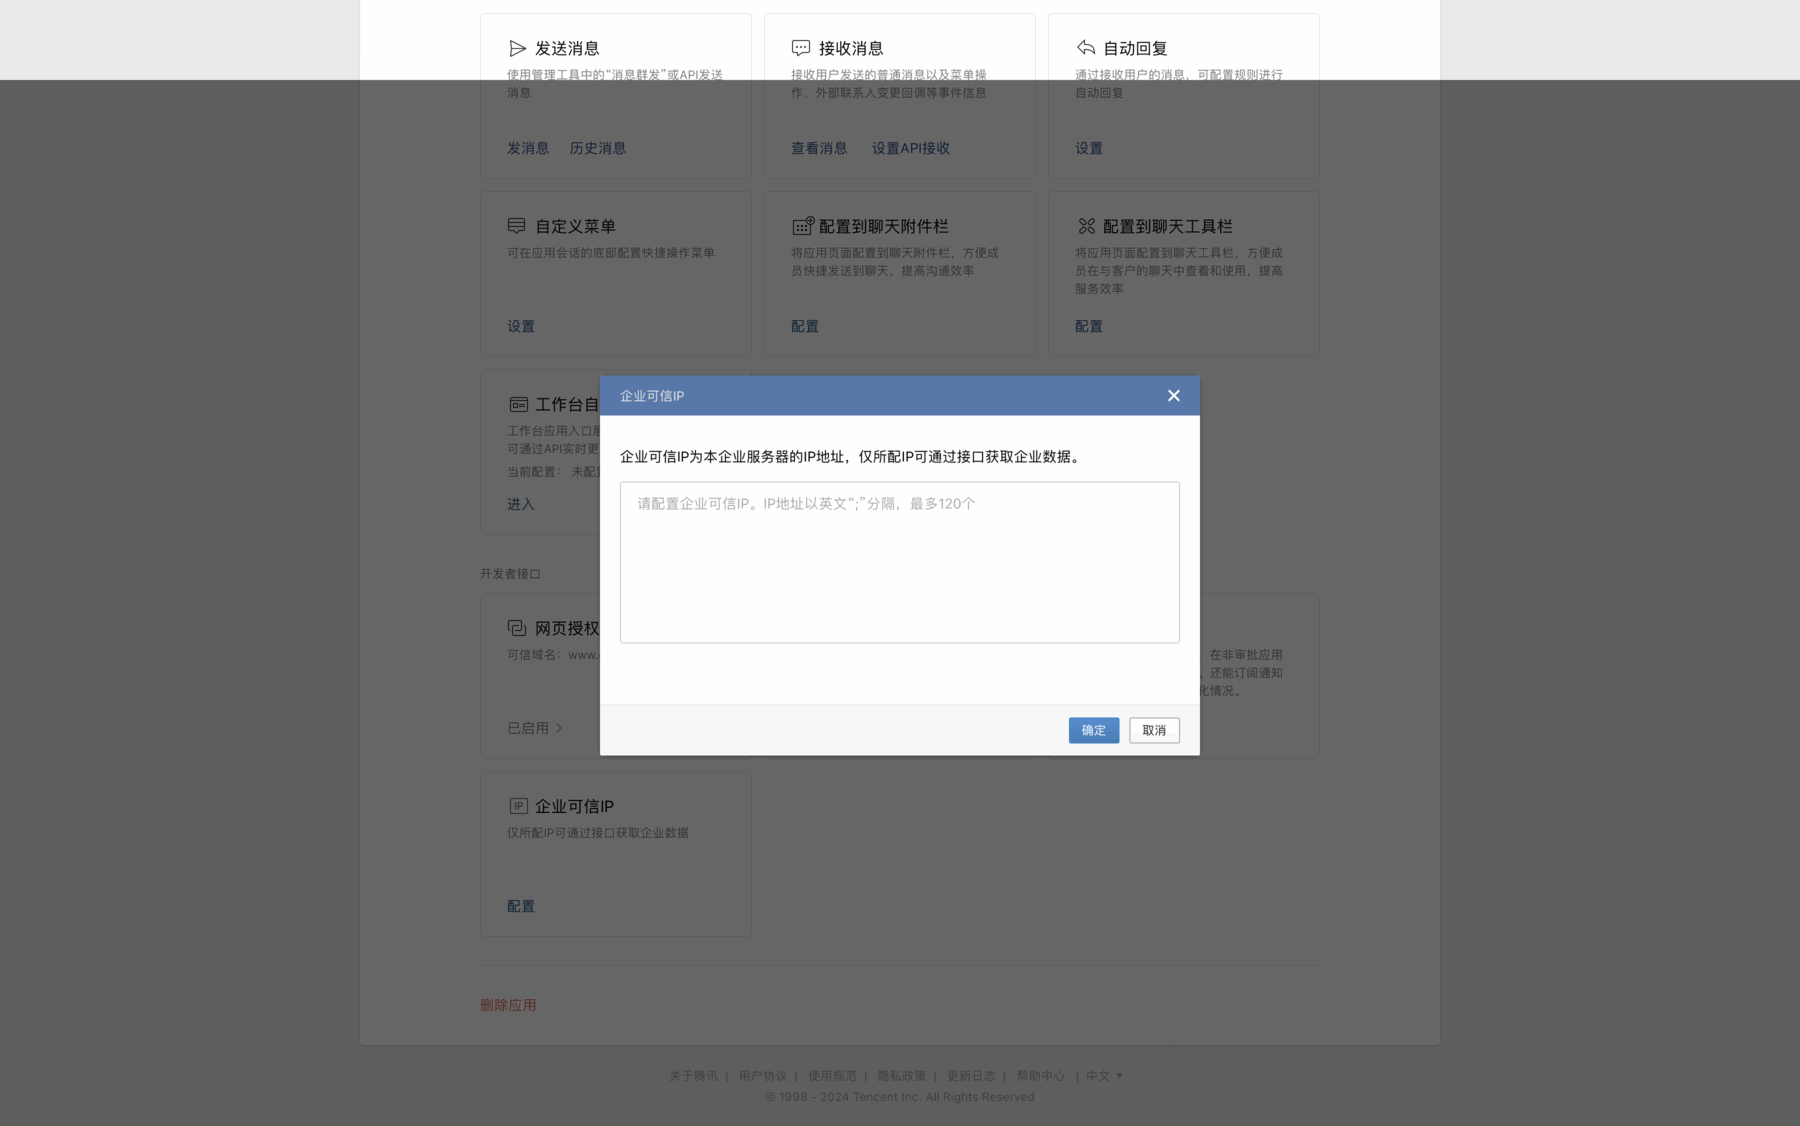 发送消息
使用管理工具中的“消息群发”或API发送
消息
发消息 历史消息
接收消息
接收用户发送的普通消息以及菜单操
作、外部联系人变更回调等事件信息
查看消息 设置API接收
自动回复
通过接收用户的消息，可配置规则进行
自动回复
设置
自定义菜单
可在应用会话的底部配置快捷操作菜单
设置
配置到聊天附件栏
将应用页面配置到聊天附件栏，方便成
员快捷发送到聊天，提高沟通效率
配置
配置到聊天工具栏
将应用页面配置到聊天工具栏，方便成
员在与客户的聊天中查看和使用，提高
服务效率
配置
工作台自
工作台应用入口
可通过API实时更
当前配置： 未配
进入
企业可信IP
企业可信IP为本企业服务器的IP地址，仅所配IP可通过接口获取企业数据。
请配置企业可信IP。IP地址以英文“;”分隔，最多120个
确定 取消
开发者接口
网页授权
可信域名：www.
已启用
，在非审批应用
，还能订阅通知
化情况。
IP 企业可信IP
仅所配IP可通过接口获取企业数据
配置
删除应用
关于腾讯 | 用户协议 | 使用规范 | 隐私政策 | 更新日志 | 帮助中心 | 中文 ▼
© 1998 - 2024 Tencent Inc. All Rights Reserved